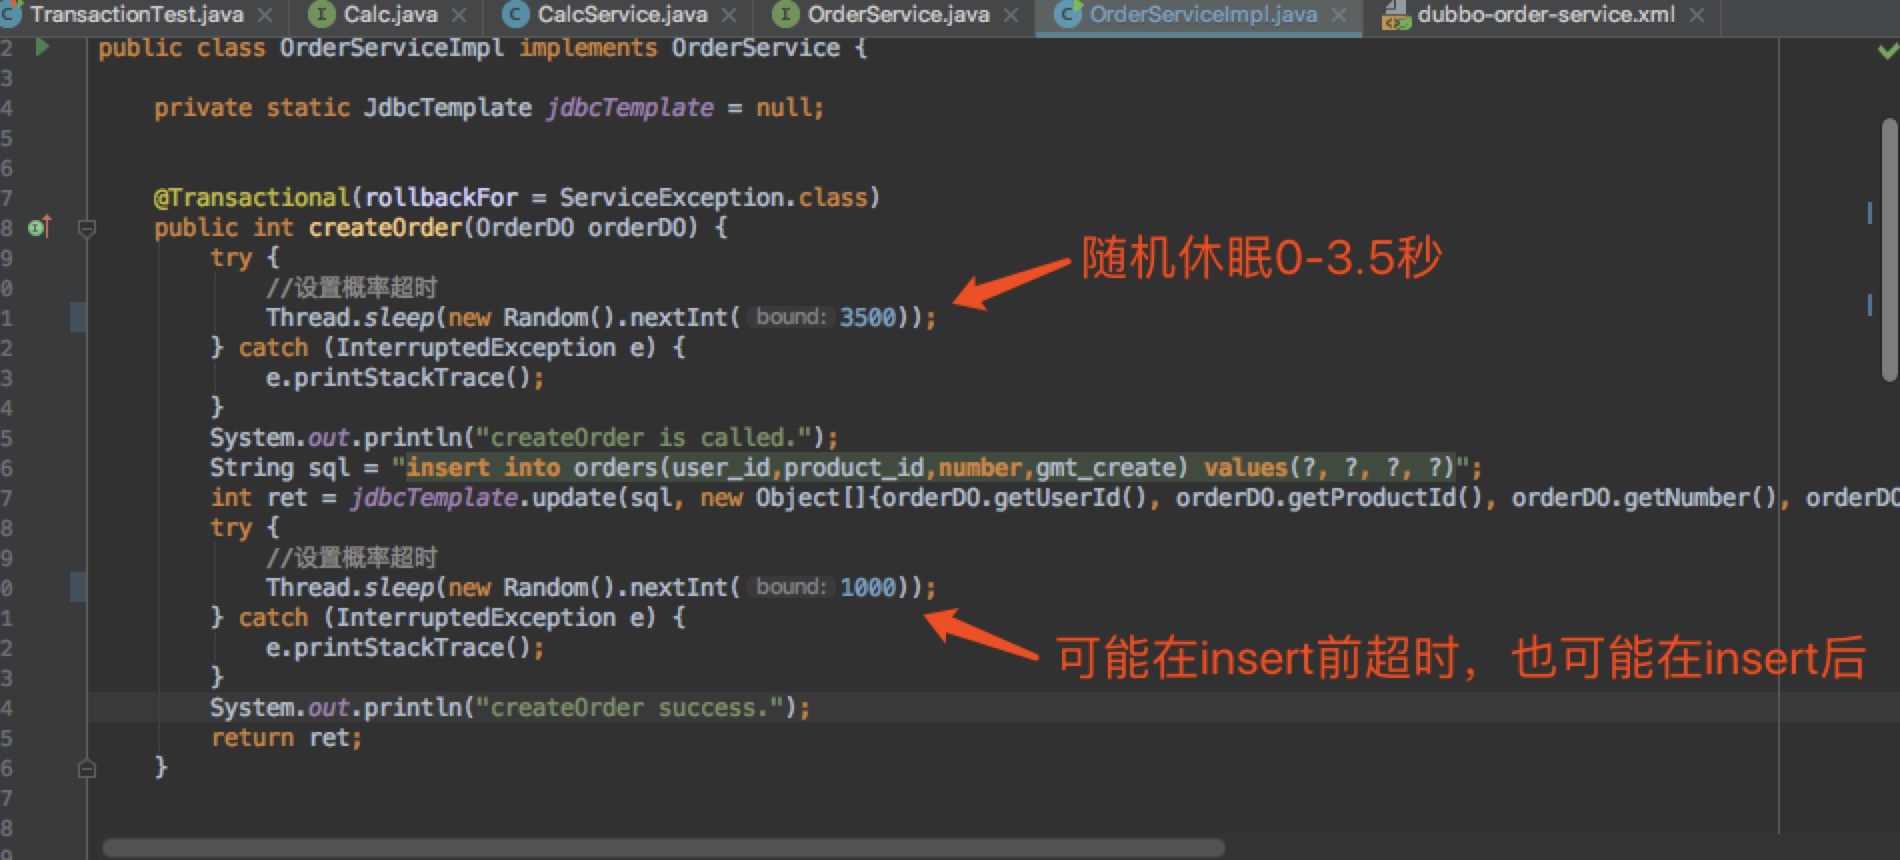 TransactionTest.java Calc.java CalcService.java OrderService.java OrderServiceImpl.java dubbo-order-service.xml
2 public class OrderServiceImpl implements OrderService {
3
4 private static JdbcTemplate jdbcTemplate = null;
5
6
7 @Transactional(rollbackFor = ServiceException.class)
8 public int createOrder(OrderDO orderDO) {
9 try {
随机休眠0-3.5秒
0 //设置概率超时
1 Thread.sleep(new Random().nextInt( bound: 3500));
2 } catch (InterruptedException e) {
3 e.printStackTrace();
4 }
5 System.out.println("createOrder is called.");
6 String sql = "insert into orders(user_id,product_id,number,gmt_create) values(?, ?, ?, ?)";
7 int ret = jdbcTemplate.update(sql, new Object[]{orderDO.getUserId(), orderDO.getProductId(), orderDO.getNumber(), orderDO
8 try {
9 //设置概率超时
0 Thread.sleep(new Random().nextInt( bound: 1000));
1 } catch (InterruptedException e) {
2 e.printStackTrace();
可能在insert前超时，也可能在insert后
3 }
4 System.out.println("createOrder success.");
5 return ret;
6 }
7
8
9